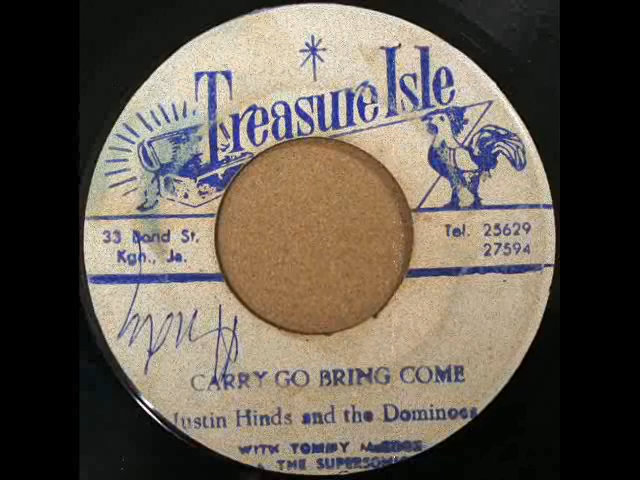 Treasure Isle
33 Bond St.
Kgn., Ja.
Tel. 25629
27594
CARRY GO BRING COME
Justin Hinds and the Dominoes
WITH TOMMY
& THE SUPERSONICS